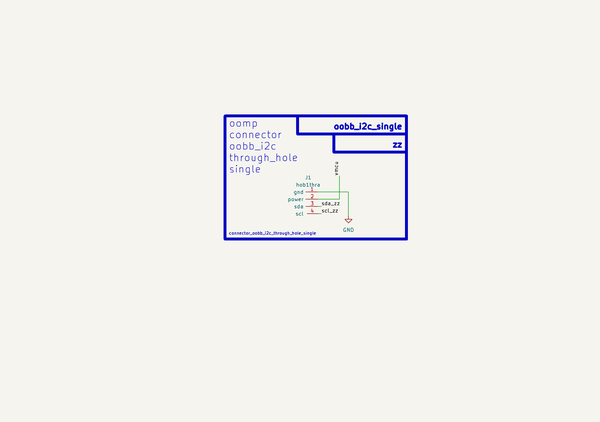 oomp
connector
oobb_i2c
through_hole
single
oobb_i2c_single
zz
vmcu
J1
hob1thra
gnd 1
power 2
sda 3 sda_zz
scl 4 scl_zz
GND
connector_oobb_i2c_through_hole_single